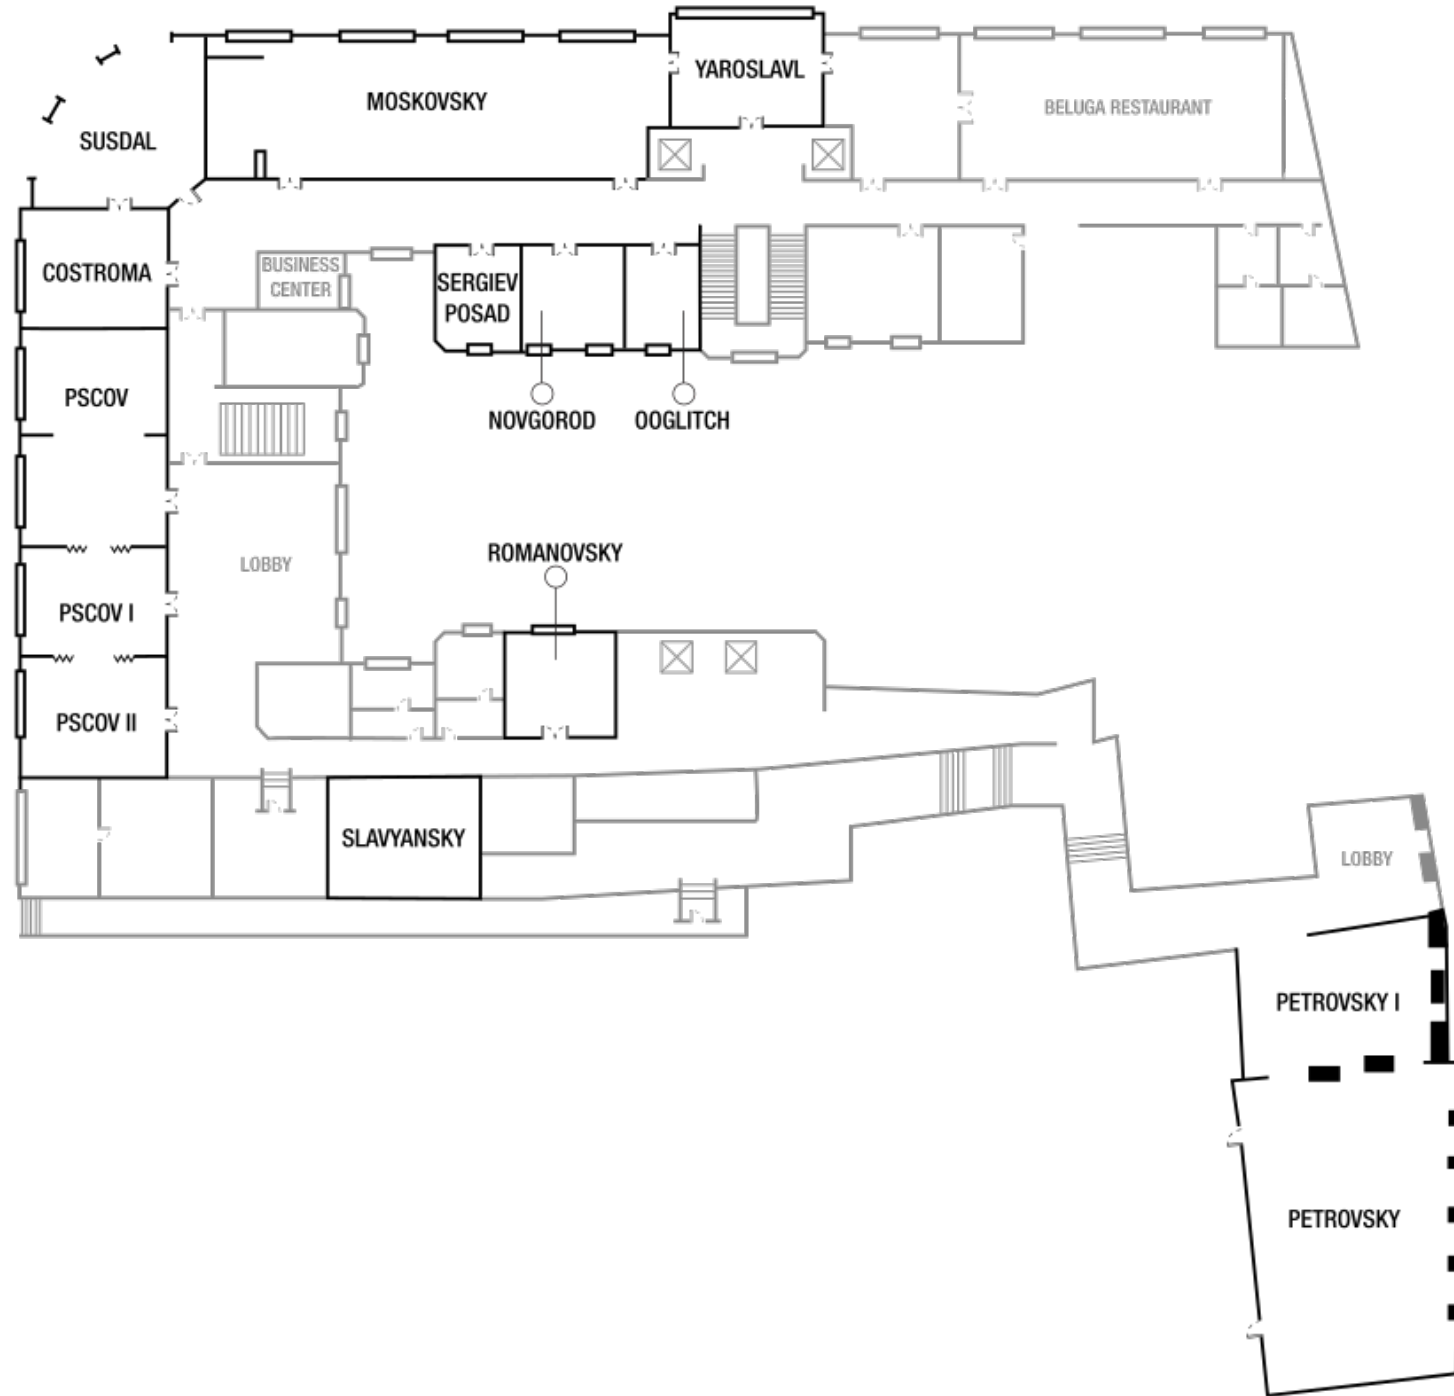 YAROSLAVL
MOSKOVSKY
BELUGA RESTAURANT
SUSDAL
COSTROMA
BUSINESS
CENTER
SERGIEV
POSAD
PSCOV
NOVGOROD
OOGLITCH
ROMANOVSKY
LOBBY
PSCOV I
PSCOV II
SLAVYANSKY
LOBBY
PETROVSKY I
PETROVSKY